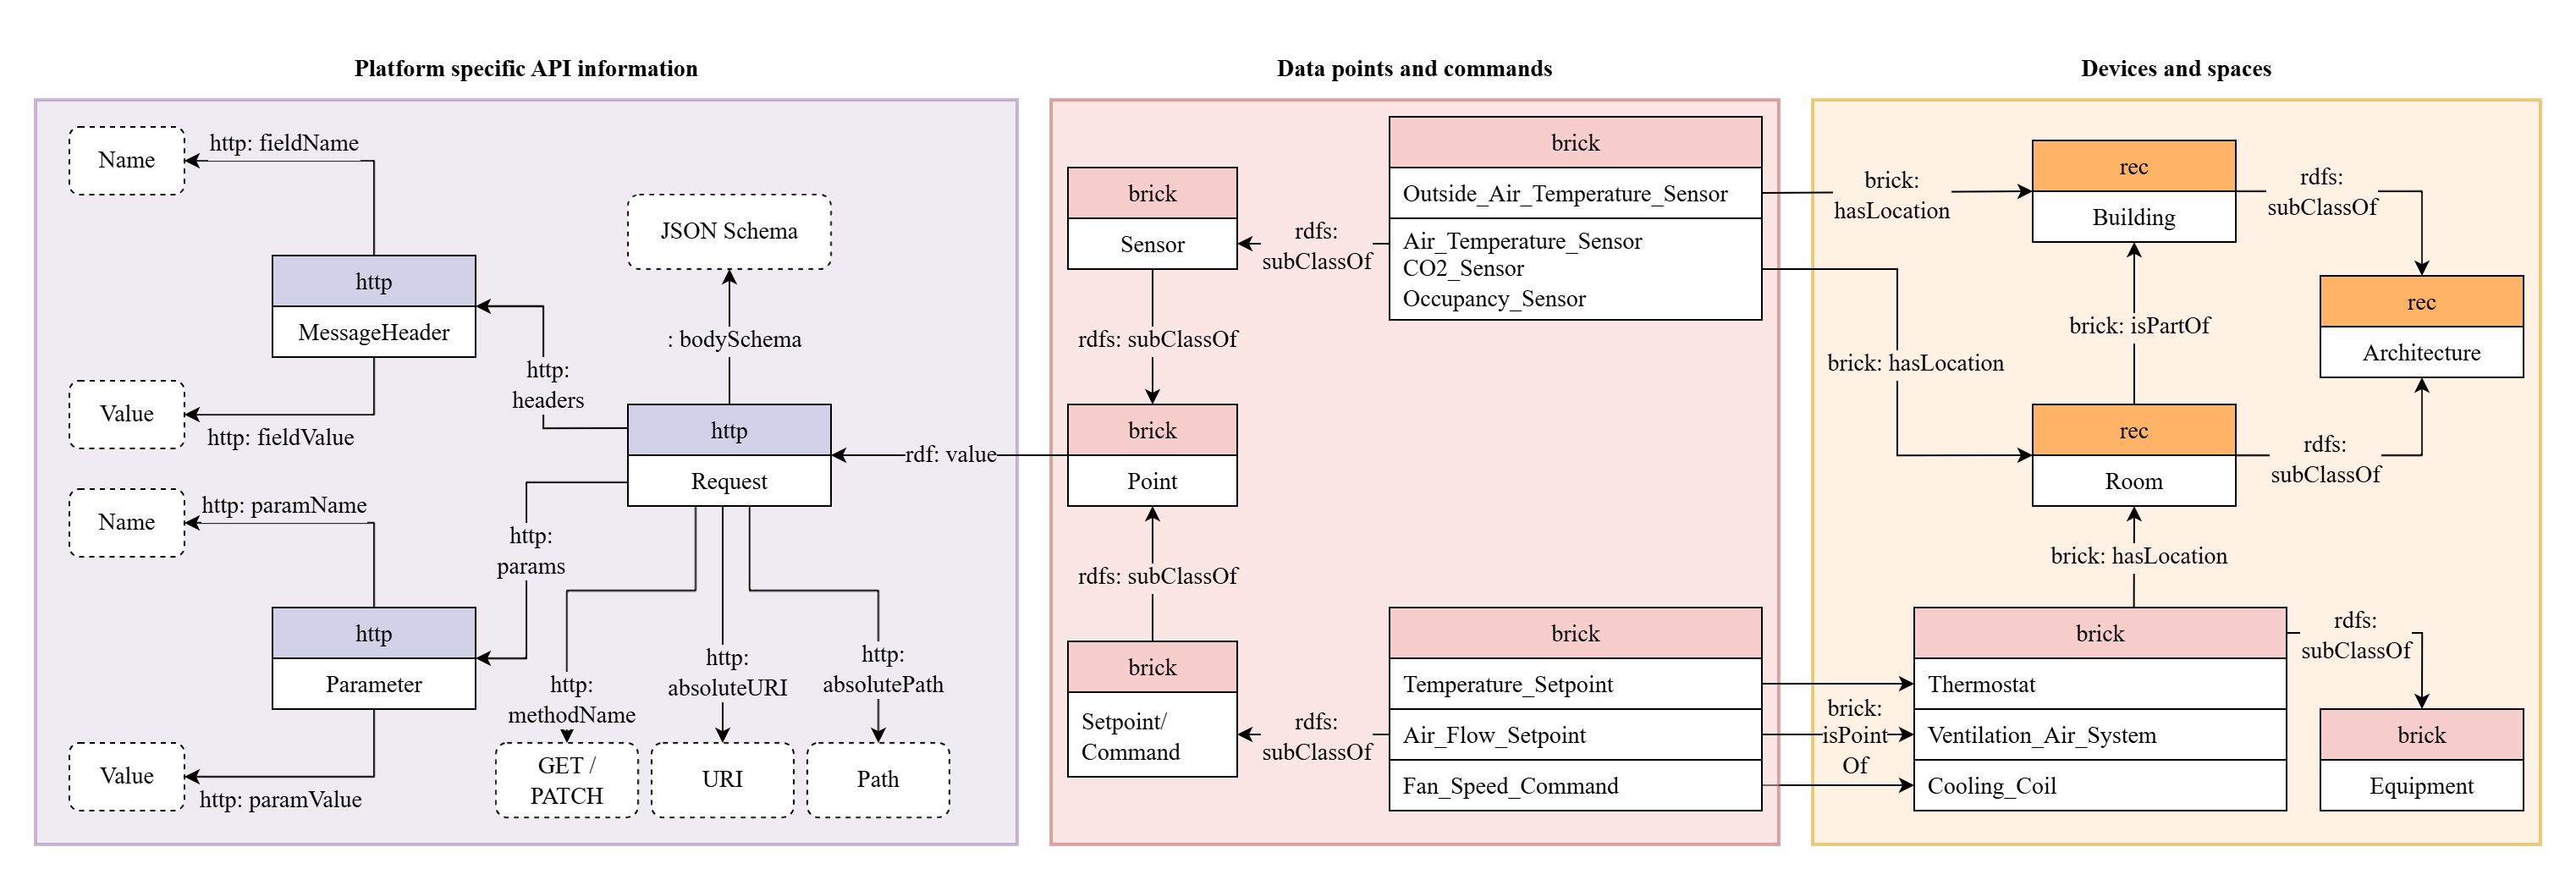 Platform specific API information
Name
http: fieldName
http
MessageHeader
Value
http: fieldValue
http:
headers
JSON Schema
: bodySchema
http
Request
rdf: value
Name
http: paramName
http:
params
http
Parameter
Value
http: paramValue
http:
methodName
GET /
PATCH
http:
absoluteURI
URI
http:
absolutePath
Path
Data points and commands
brick
Sensor
rdfs:
subClassOf
brick
Outside_Air_Temperature_Sensor
Air_Temperature_Sensor
CO2_Sensor
Occupancy_Sensor
rdfs: subClassOf
brick
Point
rdfs: subClassOf
brick
Setpoint/
Command
rdfs:
subClassOf
brick
Temperature_Setpoint
Air_Flow_Setpoint
Fan_Speed_Command
Devices and spaces
brick:
hasLocation
rec
Building
rdfs:
subClassOf
rec
Architecture
brick: isPartOf
brick: hasLocation
rec
Room
rdfs:
subClassOf
brick: hasLocation
brick:
isPoint
Of
brick
Thermostat
Ventilation_Air_System
Cooling_Coil
rdfs:
subClassOf
brick
Equipment